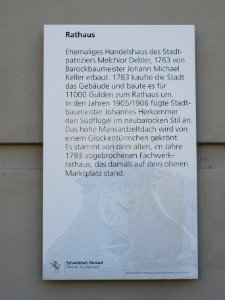 Rathaus
Ehemaliges Handelshaus des Stadt-
patriziers Melchior Debler, 1763 von
Barockbaumeister Johann Michael
Keller erbaut. 1783 kaufte die Stadt
das Gebäude und baute es für
11000 Gulden zum Rathaus um.
In den Jahren 1905/1906 fügte Stadt-
baumeister Johannes Herkommer
den Südflügel im neubarocken Stil an.
Das hohe Mansardzeltdach wird von
einem Glockentürmchen gekrönt.
Es stammt von dem alten, im Jahre
1793 abgebrochenen Fachwerk-
rathaus, das damals auf dem oberen
Marktplatz stand.
Schwäbisch Gmünd